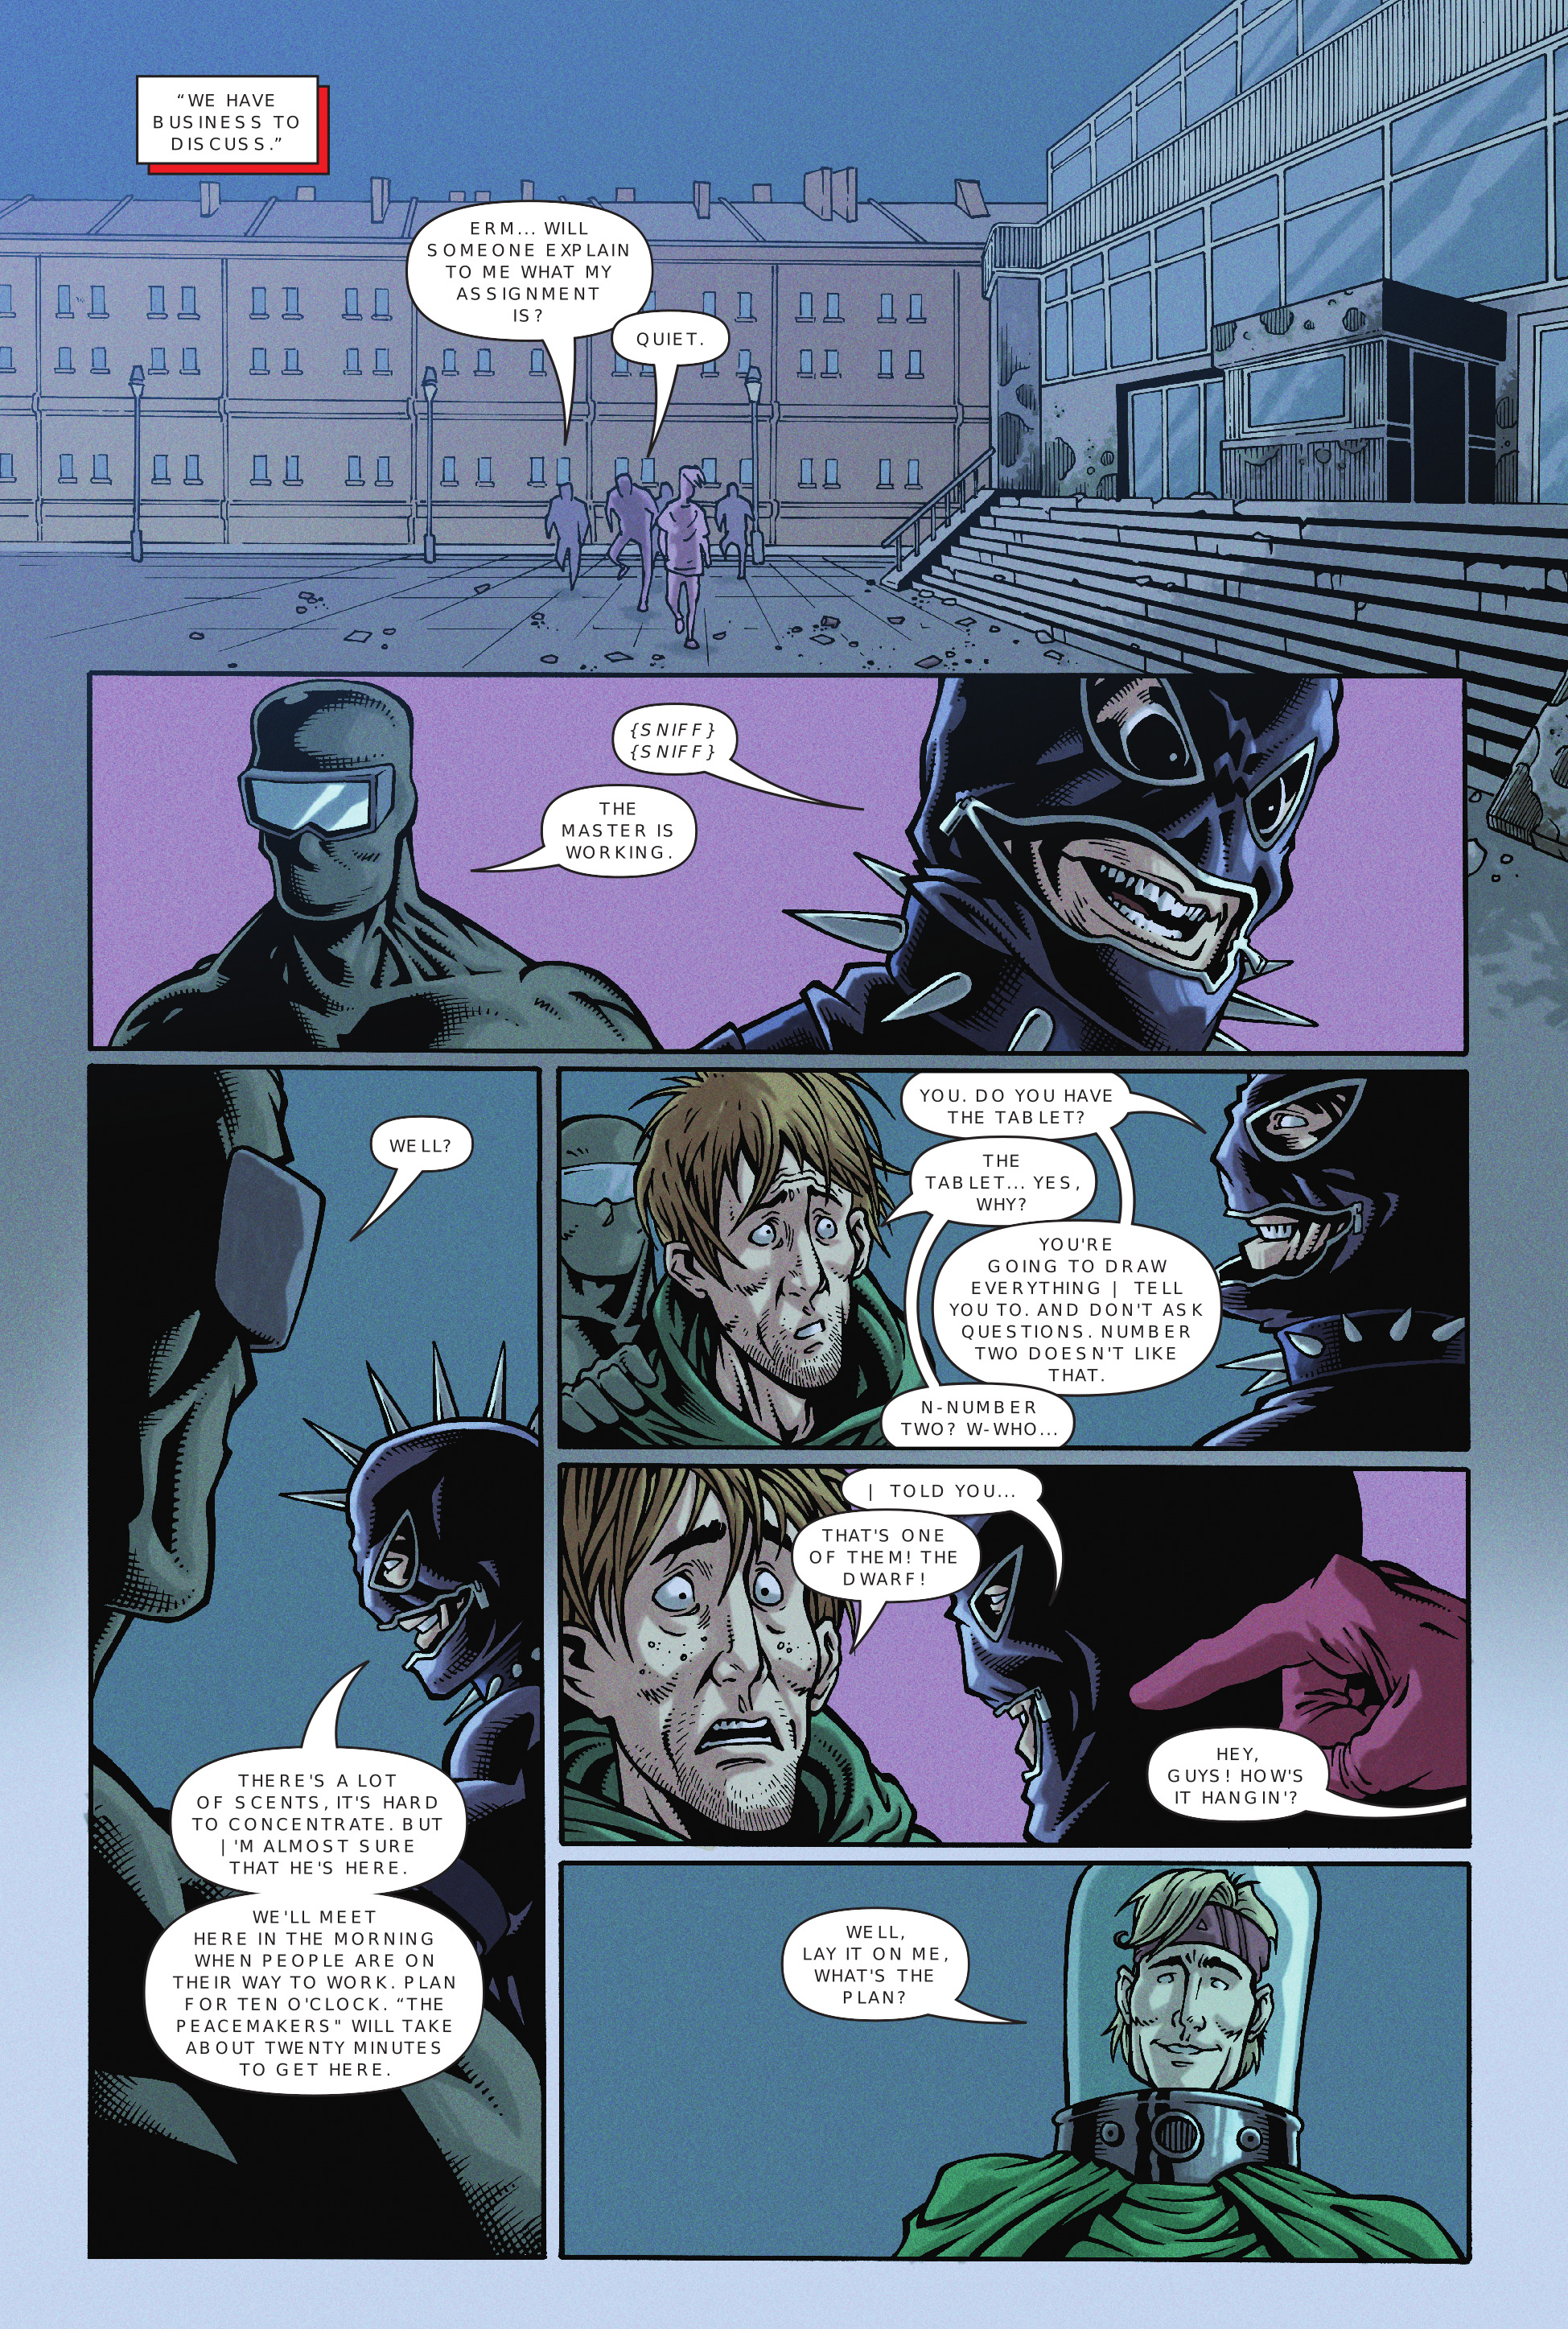 “WE HAVE
BUSINESS TO
DISCUSS.”
ERM... WILL
SOMEONE EXPLAIN
TO ME WHAT MY
ASSIGNMENT
IS?
QUIET.
{SNIFF}
{SNIFF}
THE
MASTER IS
WORKING.
WELL?
THERE'S A LOT
OF SCENTS, IT'S HARD
TO CONCENTRATE. BUT
|'M ALMOST SURE
THAT HE'S HERE.
WE'LL MEET
HERE IN THE MORNING
WHEN PEOPLE ARE ON
THEIR WAY TO WORK. PLAN
FOR TEN O'CLOCK. “THE
PEACEMAKERS" WILL TAKE
ABOUT TWENTY MINUTES
TO GET HERE.
YOU. DO YOU HAVE
THE TABLET?
THE
TABLET... YES,
WHY?
YOU'RE
GOING TO DRAW
EVERYTHING | TELL
YOU TO. AND DON'T ASK
QUESTIONS. NUMBER
TWO DOESN'T LIKE
THAT.
N-NUMBER
TWO? W-WHO...
| TOLD YOU...
THAT'S ONE
OF THEM! THE
DWARF!
HEY,
GUYS! HOW'S
IT HANGIN'?
WELL,
LAY IT ON ME,
WHAT'S THE
PLAN?